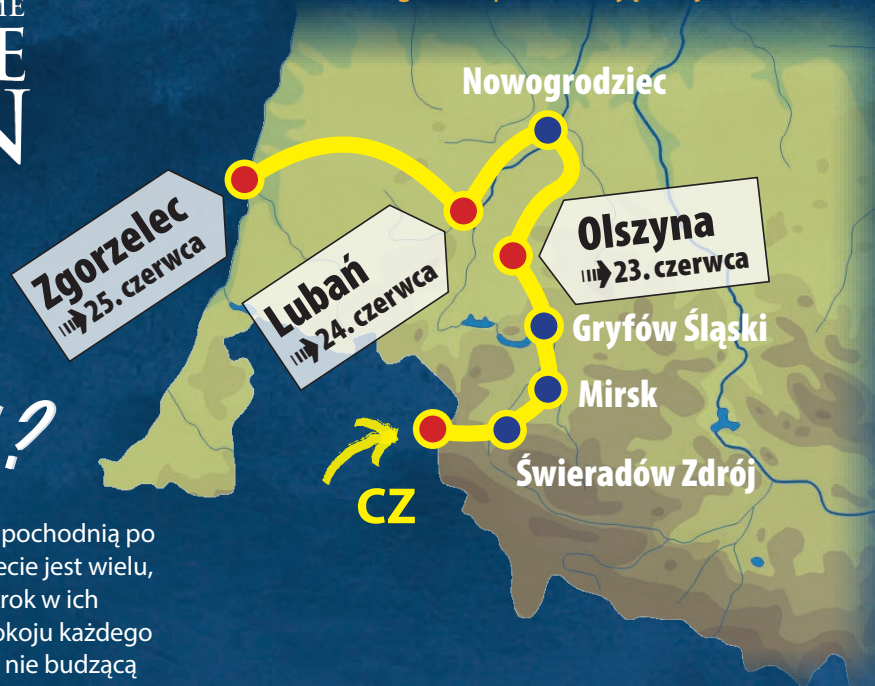 Nowogrodziec
Zgorzelec
25. czerwca
Lubań
24. czerwca
Olszyna
23. czerwca
Gryfów Śląski
Mirsk
Świeradów Zdrój
CZ
pochodnią po
ecie jest wielu,
rok w ich
okoju każdego
nie budzącą